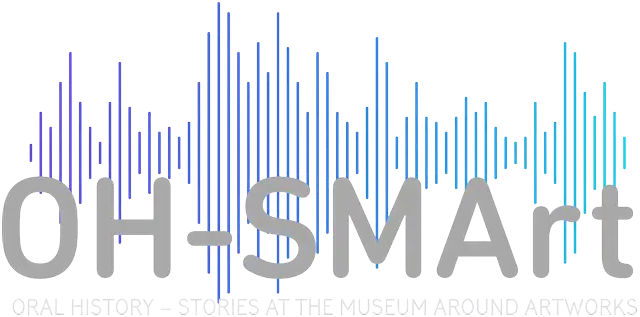 OH-SMArt
ORAL HISTORY – STORIES AT THE MUSEUM AROUND ARTWORKS